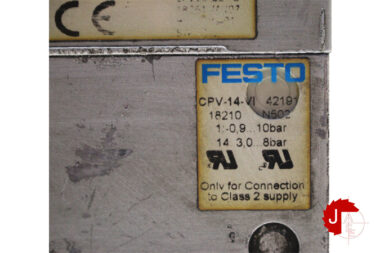 CE
FESTO
CPV-14-VI 42191
18210 N502
1:-0,9...10bar
14 3,0...8bar
Only for Connection
to Class 2 supply
J